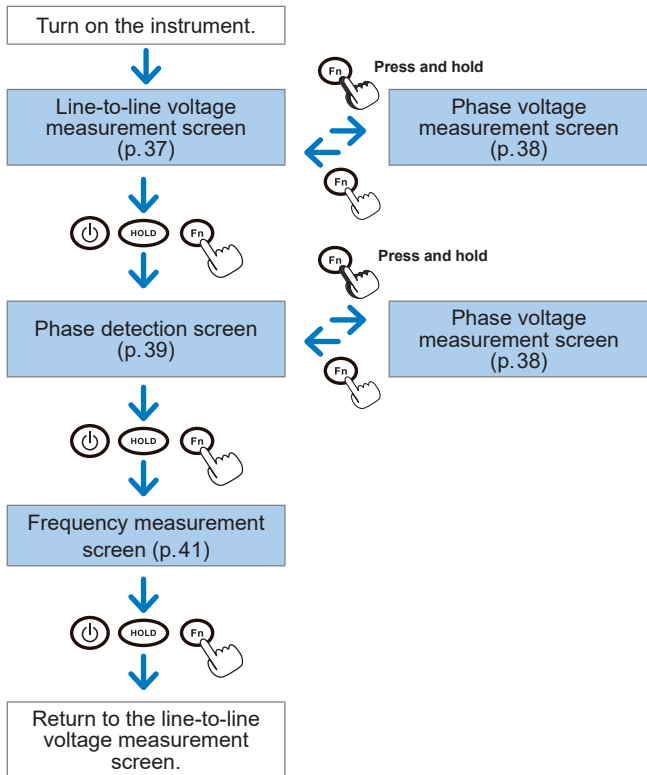 Turn on the instrument.
Fn
Press and hold
Line-to-line voltage
measurement screen
(p.37)
Phase voltage
measurement screen
(p.38)
Fn
HOLD
Fn
Fn
Press and hold
Phase detection screen
(p.39)
Phase voltage
measurement screen
(p.38)
Fn
HOLD
Fn
Frequency measurement
screen (p.41)
HOLD
Fn
Return to the line-to-line
voltage measurement
screen.